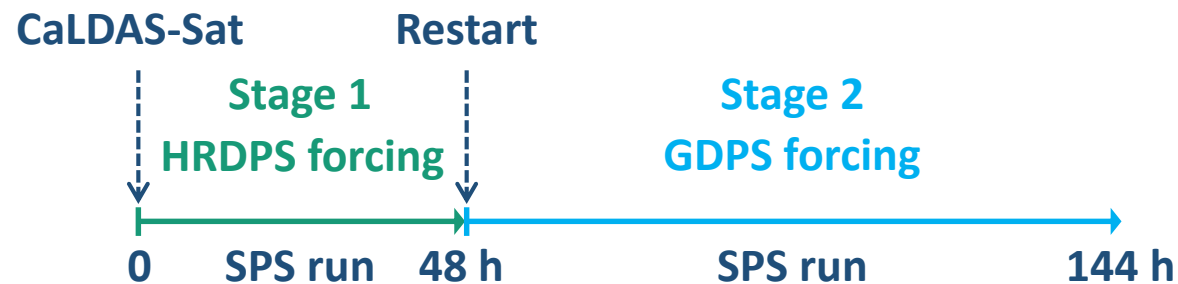 CaLDAS-Sat Restart
Stage 1 Stage 2
HRDPS forcing GDPS forcing
0 SPS run 48 h SPS run 144 h